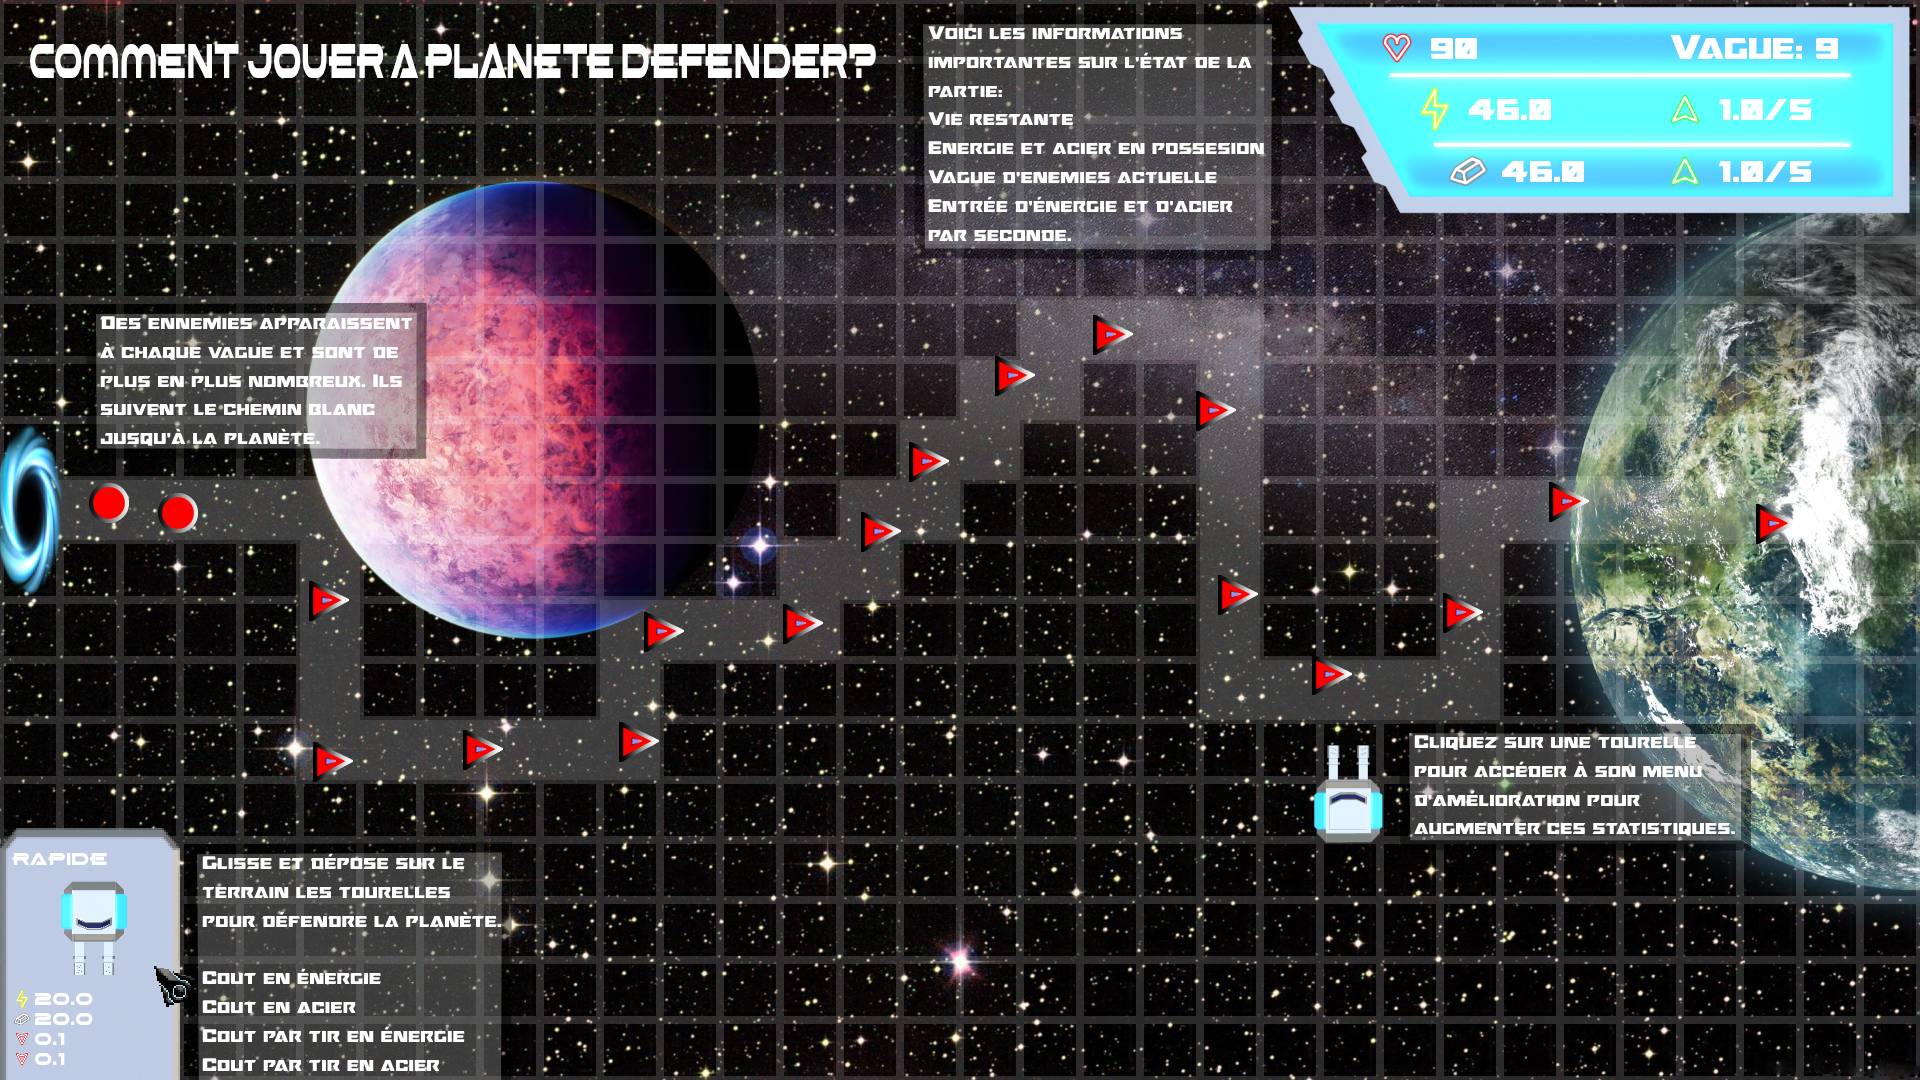 COMMENT JOUER A PLANETE DEFENDER?
VOICI LES INFORMATIONS
IMPORTANTES SUR L'ÉTAT DE LA
PARTIE:
VIE RESTANTE
ENERGIE ET ACIER EN POSSESION
VAGUE D'ENEMIES ACTUELLE
ENTRÉE D'ÉNERGIE ET D'ACIER
PAR SECONDE.
90 VAGUE: 9
46.0 1.0/5
46.0 1.0/5
DES ENNEMIES APPARAISSENT
À CHAQUE VAGUE ET SONT DE
PLUS EN PLUS NOMBREUX. ILS
SUIVENT LE CHEMIN BLANC
JUSQU'À LA PLANÈTE.
CLIQUEZ SUR UNE TOURELLE
POUR ACCÉDER À SON MENU
D'AMÉLIORATION POUR
AUGMENTER CES STATISTIQUES.
RAPIDE
20.0
20.0
0.1
0.1
GLISSE ET DÉPOSE SUR LE
TERRAIN LES TOURELLES
POUR DÉFENDRE LA PLANÈTE.
COUT EN ÉNERGIE
COUT EN ACIER
COUT PAR TIR EN ÉNERGIE
COUT PAR TIR EN ACIER